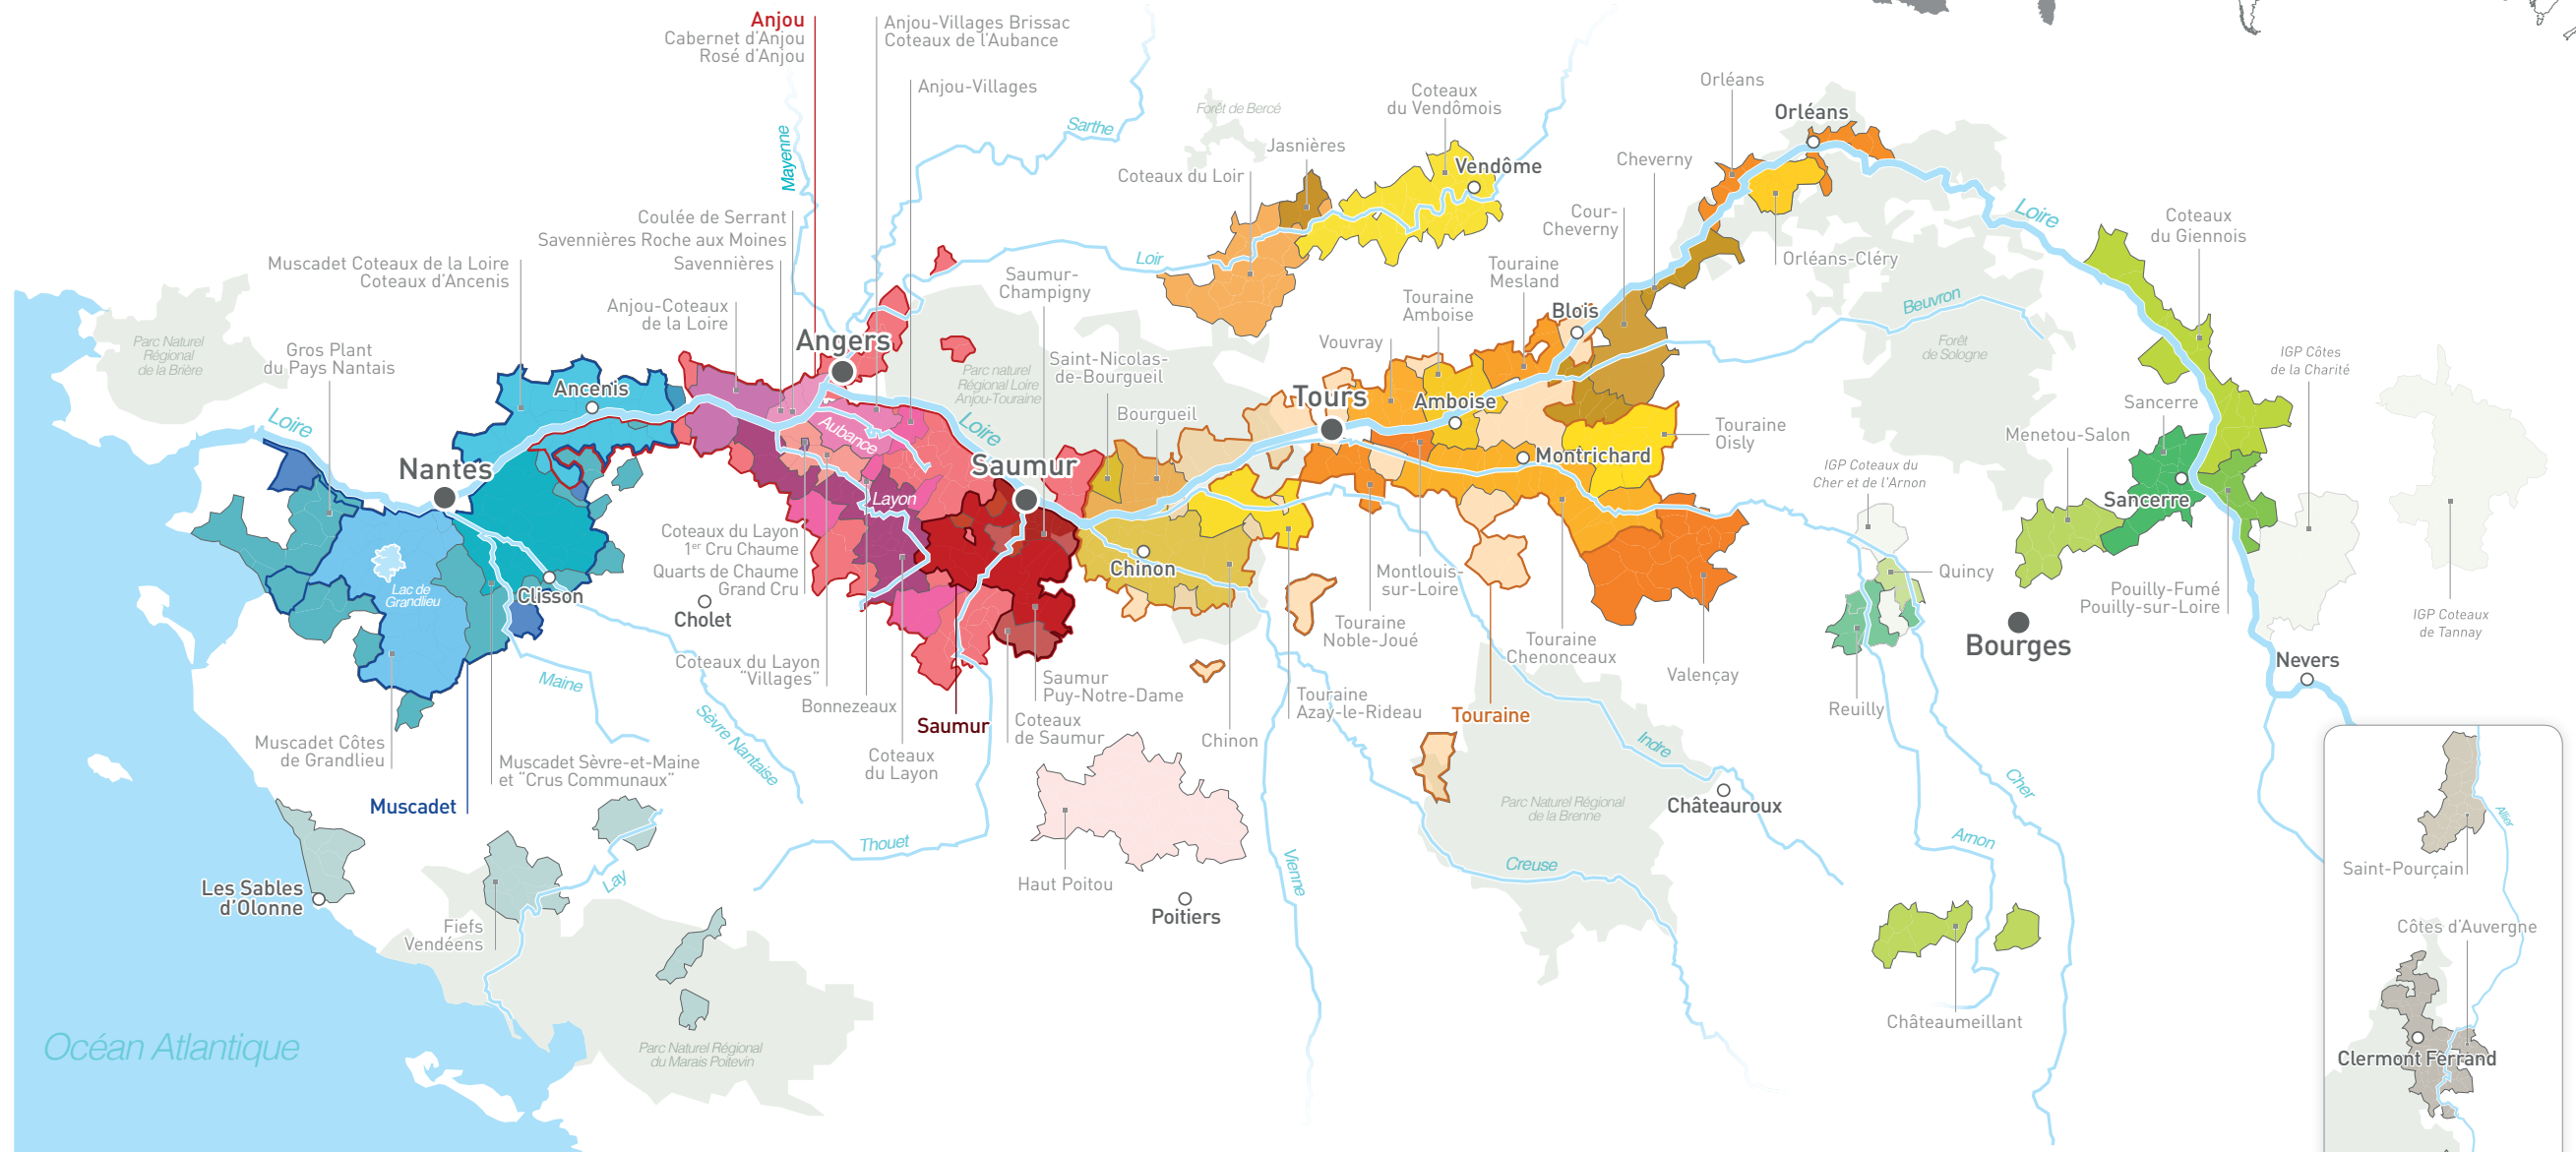 Anjou
Cabernet d'Anjou
Rosé d'Anjou
Anjou-Villages Brissac
Coteaux de l'Aubance
Anjou-Villages
Mayenne
Sarthe
Forêt de Bercé
Jasnières
Coteaux du Loir
Coteaux
du Vendômois
Vendôme
Cheverny
Orléans
Orléans
Cour-
Cheverny
Orléans-Cléry
Loire
Coteaux
du Giennois
Coulée de Serrant
Savennières Roche aux Moines
Savennières
Muscadet Coteaux de la Loire
Coteaux d'Ancenis
Anjou-Coteaux
de la Loire
Loir
Saumur-
Champigny
Touraine
Mesland
Touraine
Amboise
Blois
Beuvron
Forêt
de Sologne
Parc Naturel
Régional
de la Brière
Gros Plant
du Pays Nantais
Angers
Parc naturel
Régional Loire
Anjou-Touraine
Saint-Nicolas-
de-Bourgueil
Vouvray
IGP Côtes
de la Charité
Ancenis
Loire
Nantes
Aubance
Loire
Bourgueil
Tours
Amboise
Touraine
Oisly
Sancerre
Menetou-Salon
Saumur
Montrichard
IGP Coteaux du
Cher et de l'Arnon
Sancerre
Layon
Coteaux du Layon
1er Cru Chaume
Quarts de Chaume
Grand Cru
Lac de
Grandlieu
Clisson
Cholet
Chinon
Montlouis-
sur-Loire
Touraine
Noble-Joué
Touraine
Chenonceaux
Valençay
Quincy
Reuilly
Pouilly-Fumé
Pouilly-sur-Loire
IGP Coteaux
de Tannay
Bourges
Nevers
Coteaux du Layon
“Villages”
Bonnezeaux
Saumur
Coteaux
du Layon
Saumur
Puy-Notre-Dame
Coteaux
de Saumur
Chinon
Touraine
Azay-le-Rideau
Touraine
Maine
Sèvre Nantaise
Muscadet Côtes
de Grandlieu
Muscadet Sèvre-et-Maine
et “Crus Communaux”
Muscadet
Indre
Châteauroux
Parc Naturel Régional
de la Brenne
Cher
Arnon
Allier
Thouet
Vienne
Creuse
Haut Poitou
Poitiers
Saint-Pourçain
Les Sables
d'Olonne
Lay
Fiefs
Vendéens
Côtes d'Auvergne
Châteaumeillant
Océan Atlantique
Parc Naturel Régional
du Marais Poitevin
Clermont Ferrand